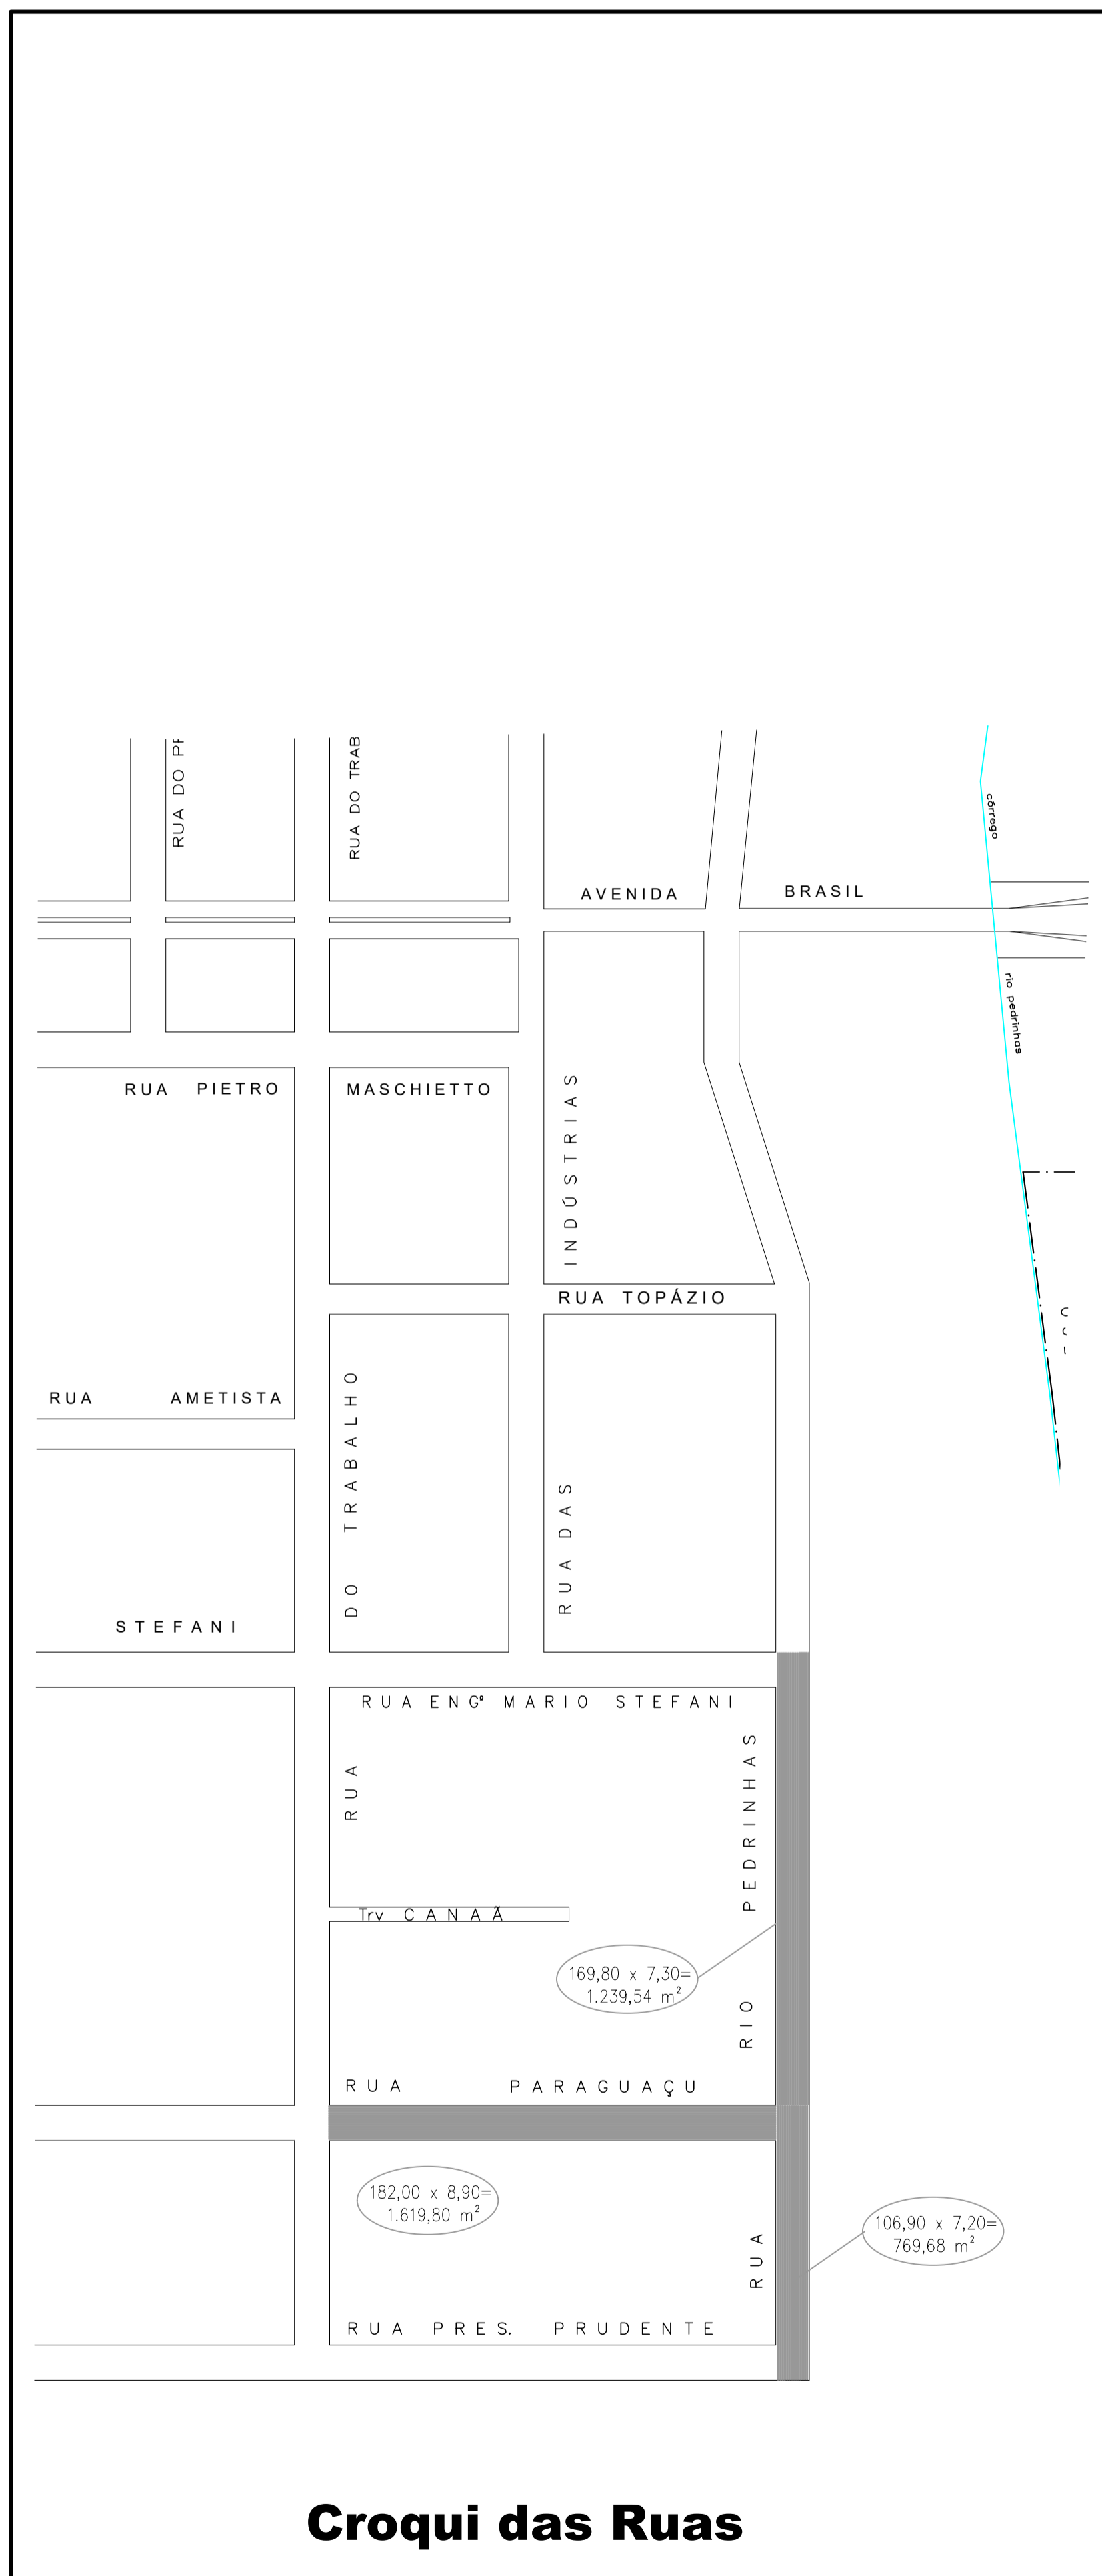 RUA DO PR
RUA DO TRAB
córrego
AVENIDA BRASIL
rio pedrinhas
RUA PIETRO MASCHIETTO
INDÚSTRIAS
RUA TOPÁZIO
RUA AMETISTA
DO TRABALHO
RUA DAS
STEFANI
RUA ENGº MARIO STEFANI
RUA
PEDRINHAS
Trv CANAÃ
169,80 x 7,30=
1.239,54 m²
RIO
RUA PARAGUAÇU
182,00 x 8,90=
1.619,80 m²
106,90 x 7,20=
769,68 m²
RUA
RUA PRES. PRUDENTE
Croqui das Ruas